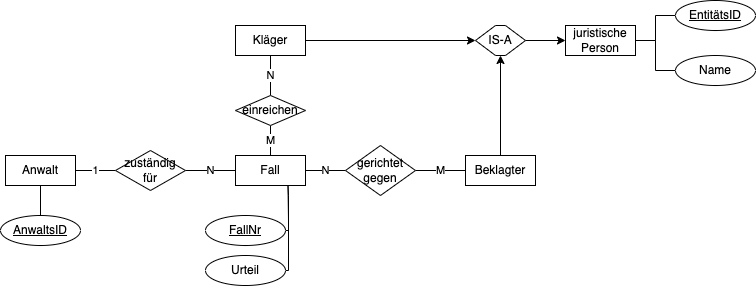 EntitätsID
Kläger
IS-A
juristische
Person
Name
N
einreichen
M
Anwalt
1
zuständig
für
N
Fall
N
gerichtet
gegen
M
Beklagter
AnwaltsID
FallNr
Urteil